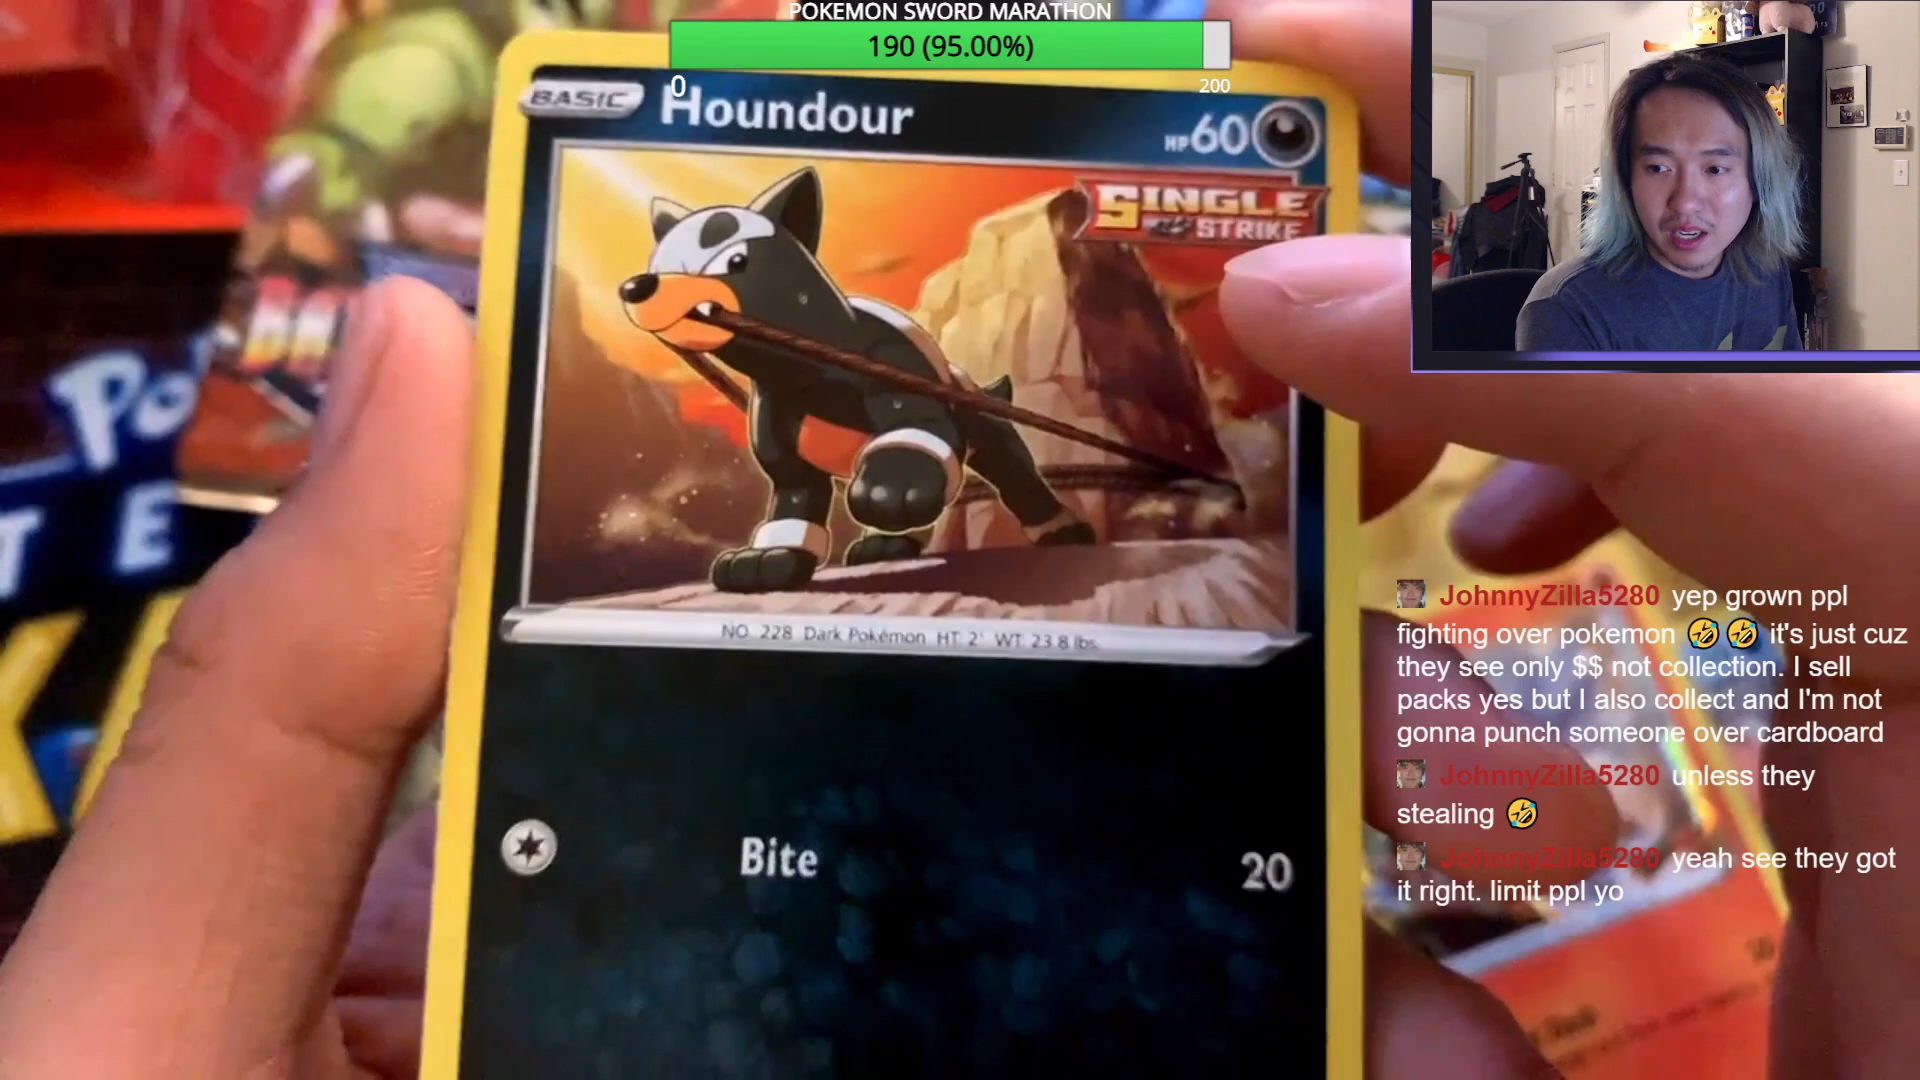 POKEMON SWORD MARATHON
190 (95.00%)
0
200
BASIC
Houndour
HP 60
SINGLE
STRIKE
NO. 228 Dark Pokémon HT. 2' WT. 23.8 lbs.
Bite
20
Po
T E
JohnnyZilla5280 yep grown ppl
fighting over pokemon 🤣🤣 it's just cuz
they see only $$ not collection. I sell
packs yes but I also collect and I'm not
gonna punch someone over cardboard
JohnnyZilla5280 unless they
stealing 🤣
JohnnyZilla5280 yeah see they got
it right. limit ppl yo